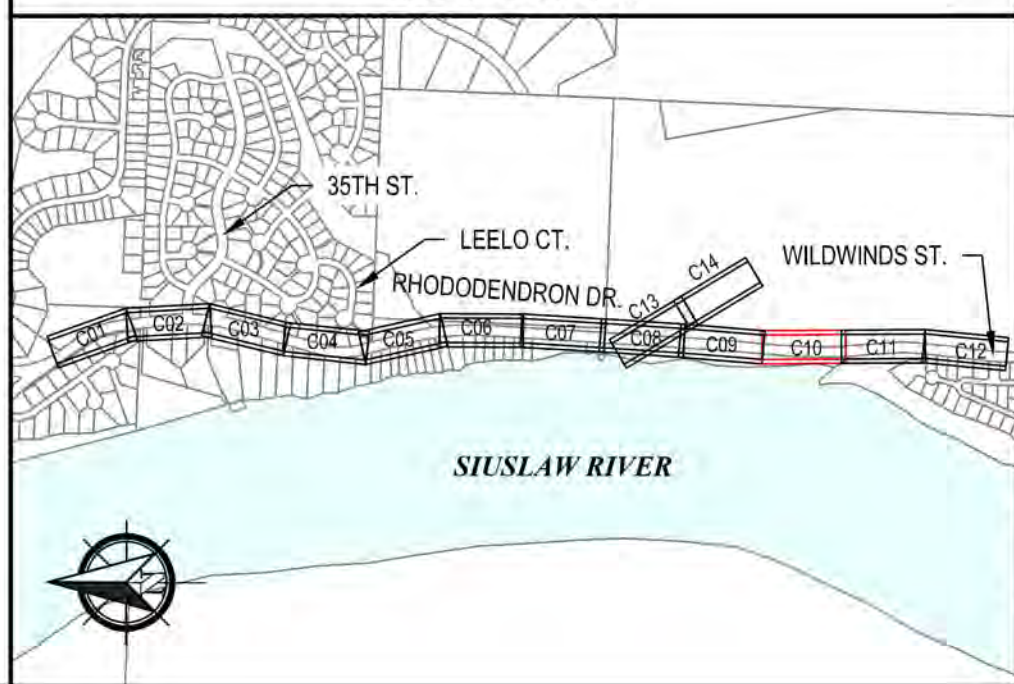 35TH ST.
LEELO CT.
RHODODENDRON DR.
WILDWINDS ST.
C01
C02
C03
C04
C05
C06
C07
C08
C13
C14
C09
C10
C11
C12
SIUSLAW RIVER
N